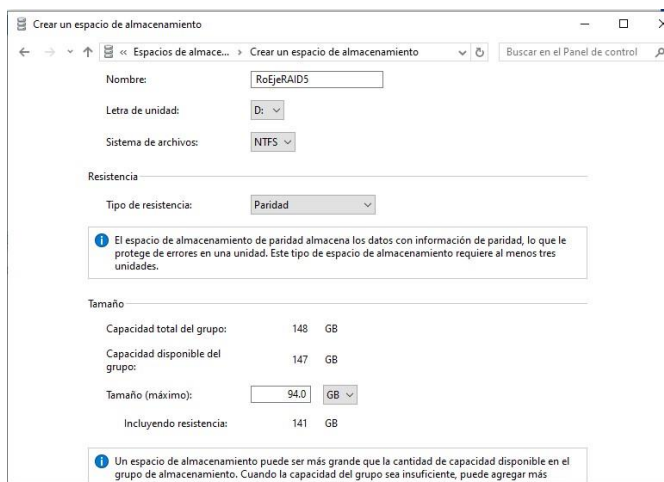 Crear un espacio de almacenamiento
« Espacios de almace... > Crear un espacio de almacenamiento
Buscar en el Panel de control
Nombre: RoEjeRAID5
Letra de unidad: D:
Sistema de archivos: NTFS
Resistencia
Tipo de resistencia: Paridad
El espacio de almacenamiento de paridad almacena los datos con información de paridad, lo que le
protege de errores en una unidad. Este tipo de espacio de almacenamiento requiere al menos tres
unidades.
Tamaño
Capacidad total del grupo: 148 GB
Capacidad disponible del
grupo: 147 GB
Tamaño (máximo): 94.0 GB
Incluyendo resistencia: 141 GB
Un espacio de almacenamiento puede ser más grande que la cantidad de capacidad disponible en el
grupo de almacenamiento. Cuando la capacidad del grupo sea insuficiente, puede agregar más